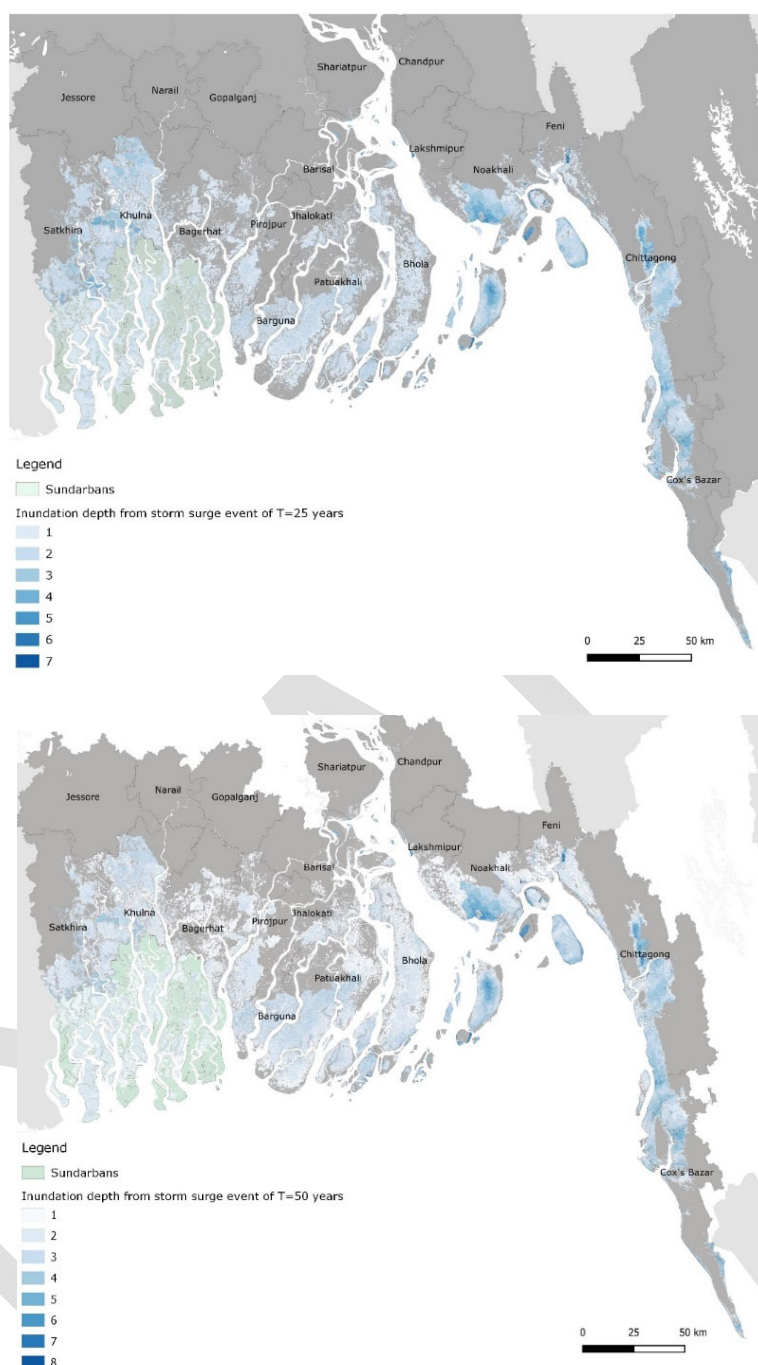 Shariatpur
Chandpur
Jessore
Narail
Gopalganj
Feni
Lakshmipur
Noakhali
Barisal
Khulna
Jhalokati
Satkhira
Bagerhat
Pirojpur
Chittagong
Bhola
Patuakhali
Barguna
Cox's Bazar
Legend
Sundarbans
Inundation depth from storm surge event of T=25 years
1
2
3
4
5
6
7
0 25 50 km
Shariatpur
Chandpur
Jessore
Narail
Gopalganj
Feni
Lakshmipur
Noakhali
Barisal
Khulna
Jhalokati
Satkhira
Bagerhat
Pirojpur
Chittagong
Bhola
Patuakhali
Barguna
Cox's Bazar
Legend
Sundarbans
Inundation depth from storm surge event of T=50 years
1
2
3
4
5
6
7
8
0 25 50 km